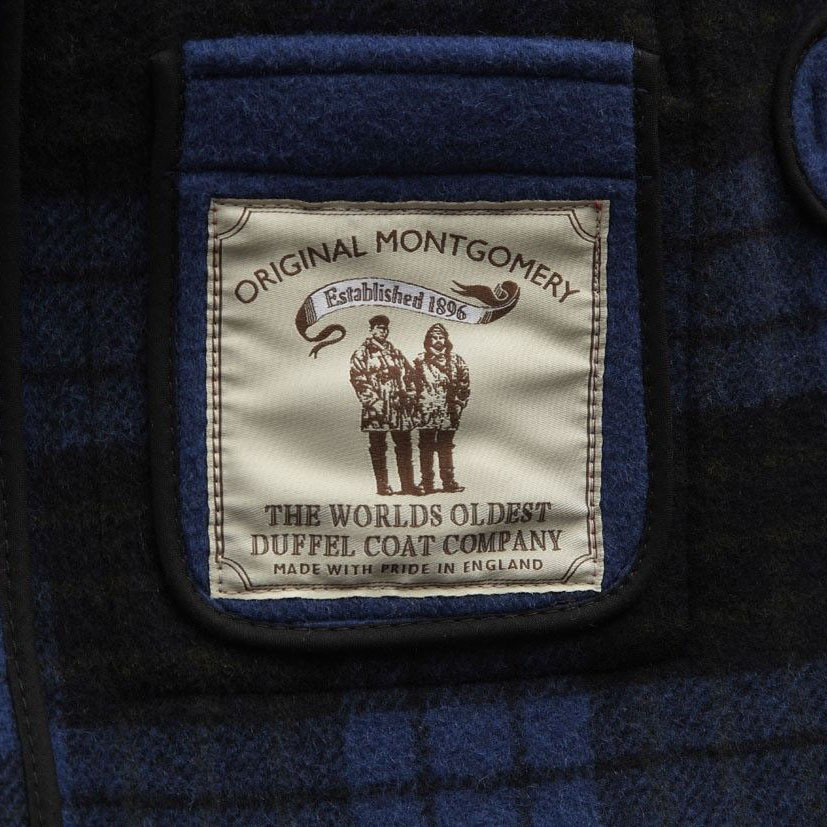 ORIGINAL MONTGOMERY
Established 1896
THE WORLDS OLDEST
DUFFEL COAT COMPANY
MADE WITH PRIDE IN ENGLAND